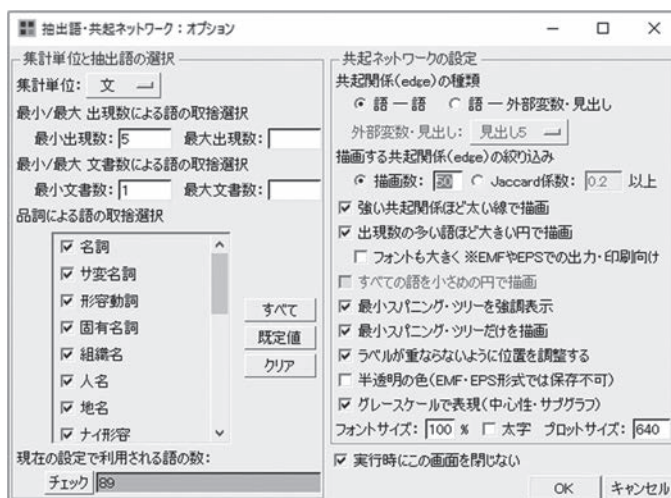 抽出語・共起ネットワーク：オプション
集計単位と抽出語の選択
集計単位： 文
最小/最大 出現数による語の取捨選択
最小出現数： 5 最大出現数：
最小/最大 文書数による語の取捨選択
最小文書数： 1 最大文書数：
品詞による語の取捨選択
名詞
サ変名詞
形容動詞
固有名詞
組織名
人名
地名
ナイ形容
すべて
既定値
クリア
現在の設定で利用される語の数：
チェック 89
共起ネットワークの設定
共起関係(edge)の種類
語 ― 語 語 ― 外部変数・見出し
外部変数・見出し： 見出し5
描画する共起関係(edge)の絞り込み
描画数： 30 Jaccard係数： 0.2 以上
強い共起関係ほど太い線で描画
出現数の多い語ほど大きい円で描画
フォントも大きく ※EMFやEPSでの出力・印刷向け
すべての語を小さめの円で描画
最小スパニング・ツリーを強調表示
最小スパニング・ツリーだけを描画
ラベルが重ならないように位置を調整する
半透明の色(EMF・EPS形式では保存不可)
グレースケールで表現(中心性・サブグラフ)
フォントサイズ： 100 % 太字 プロットサイズ： 640
実行時にこの画面を閉じない
OK キャンセル